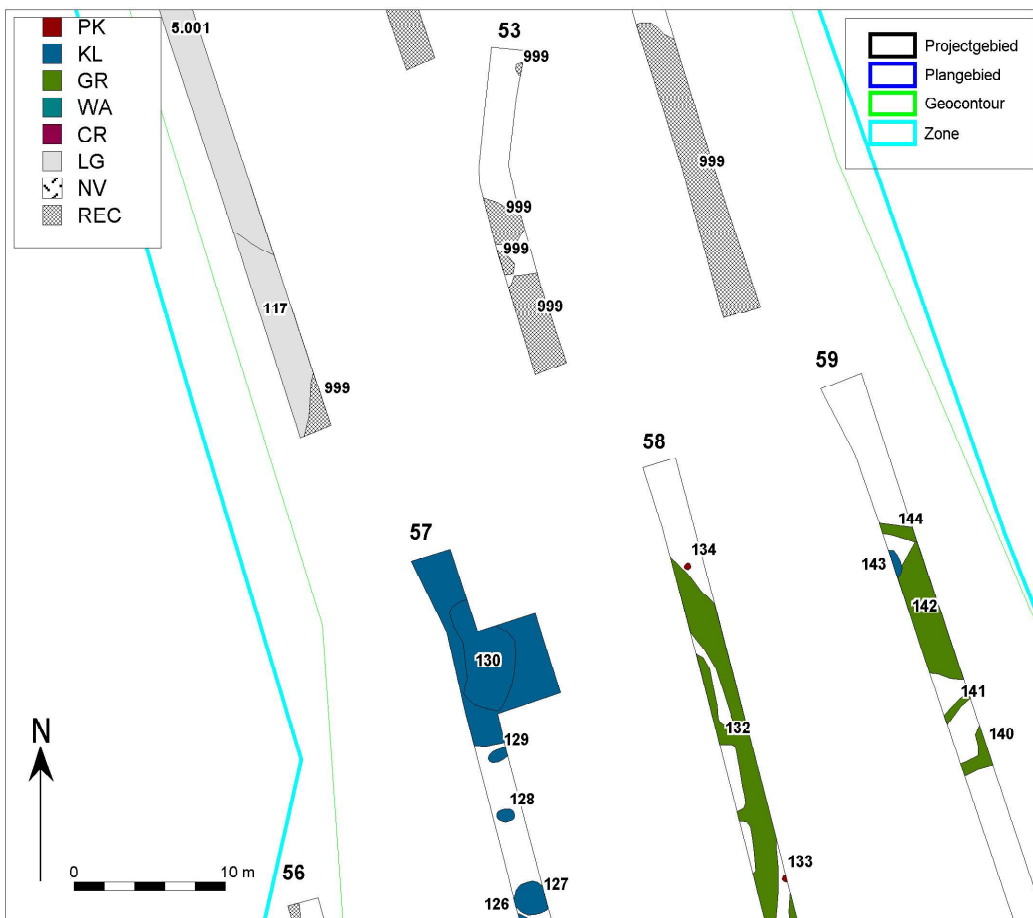 PK
KL
GR
WA
CR
LG
NV
REC
Projectgebied
Plangebied
Geocontour
Zone
5.001
53
999
999
999
999
999
117
999
59
58
57
144
143
134
142
130
141
140
129
132
128
133
127
126
56
N
0 10 m